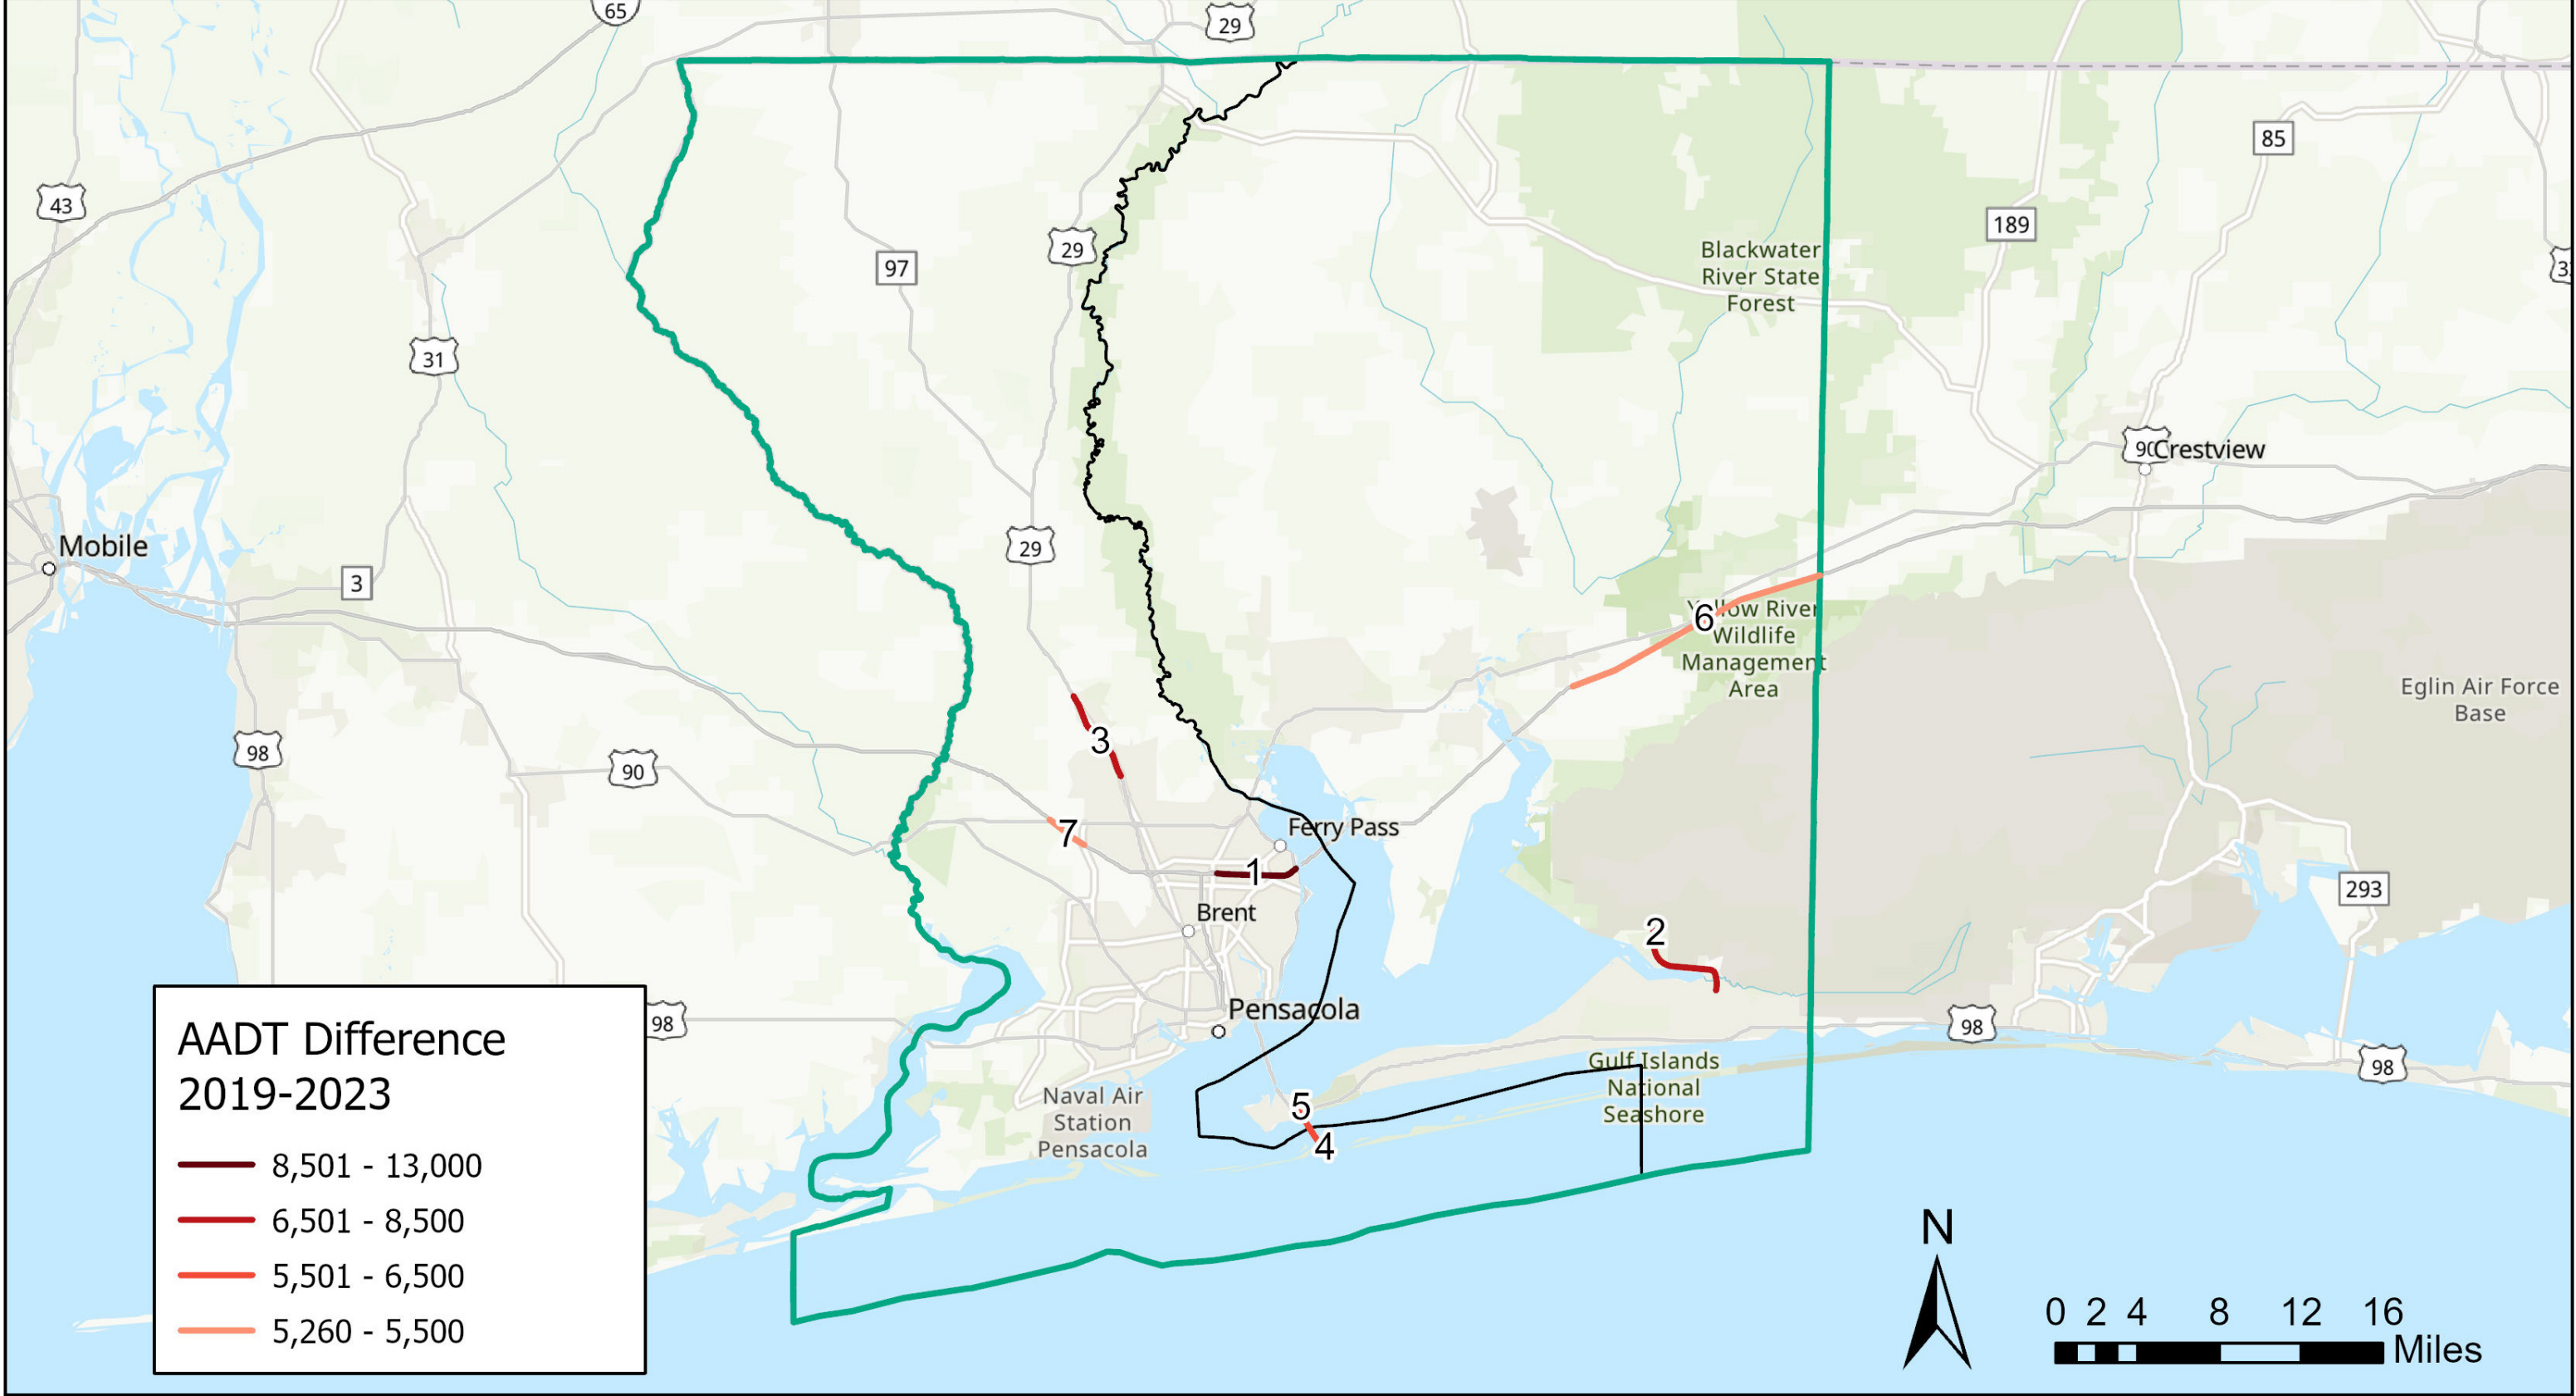 65
29
85
43
189
29
97
Blackwater
River State
Forest
31
90
Crestview
Mobile
29
3
6
Yellow River
Wildlife
Management
Area
Eglin Air Force
Base
3
98
90
7
Ferry Pass
1
293
Brent
2
Pensacola
98
98
Gulf Islands
National
Seashore
98
Naval Air
Station
Pensacola
5
4
AADT Difference
2019-2023
8,501 - 13,000
6,501 - 8,500
5,501 - 6,500
5,260 - 5,500
N
0 2 4 8 12 16
Miles